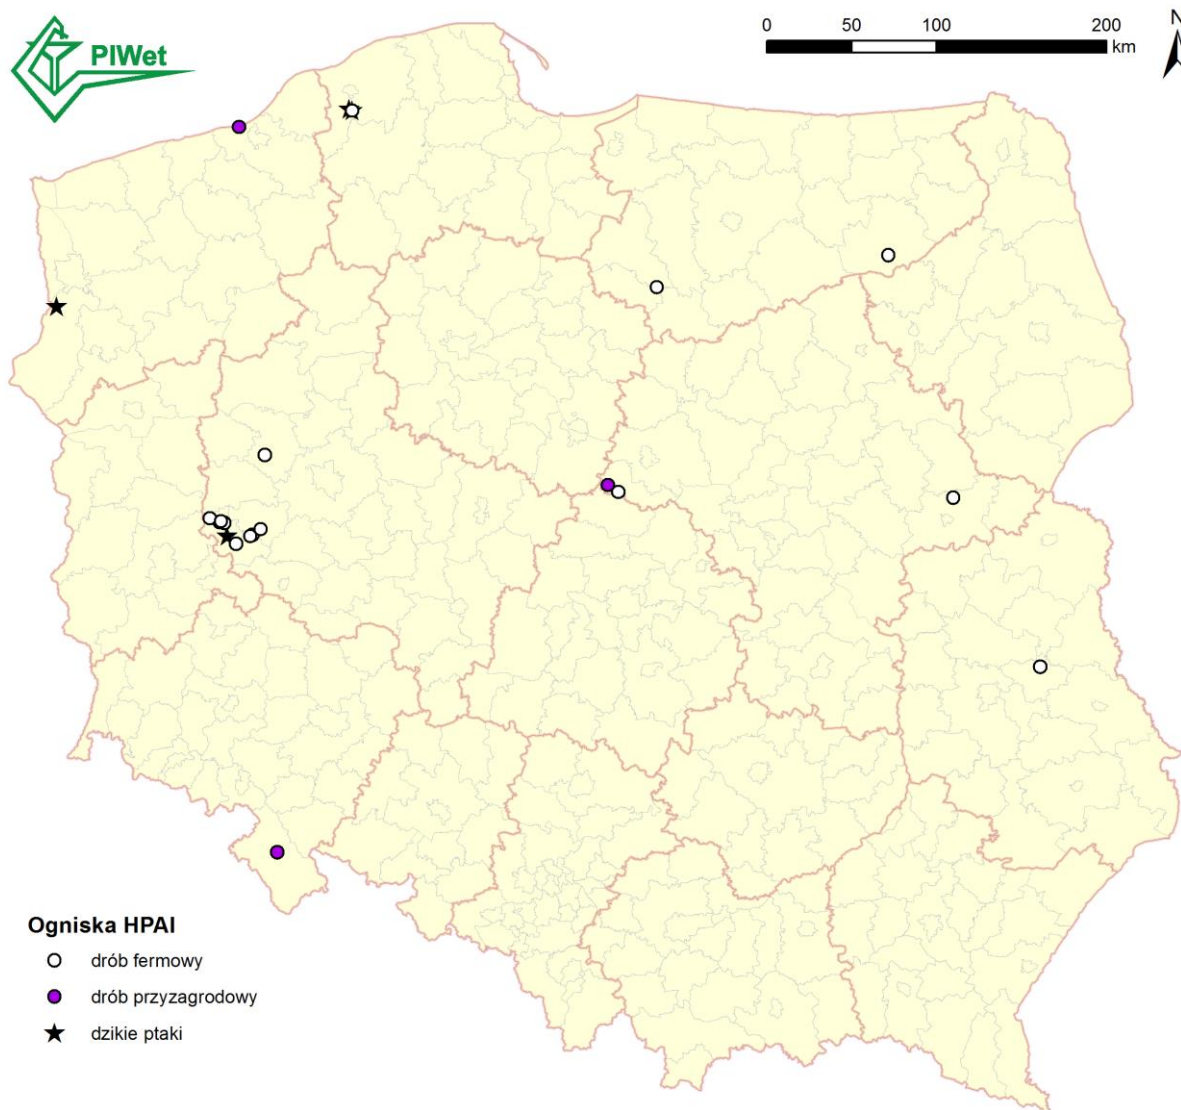 PIWet
0 50 100 200
km
N
Ogniska HPAI
drób fermowy
drób przyzagrodowy
dzikie ptaki